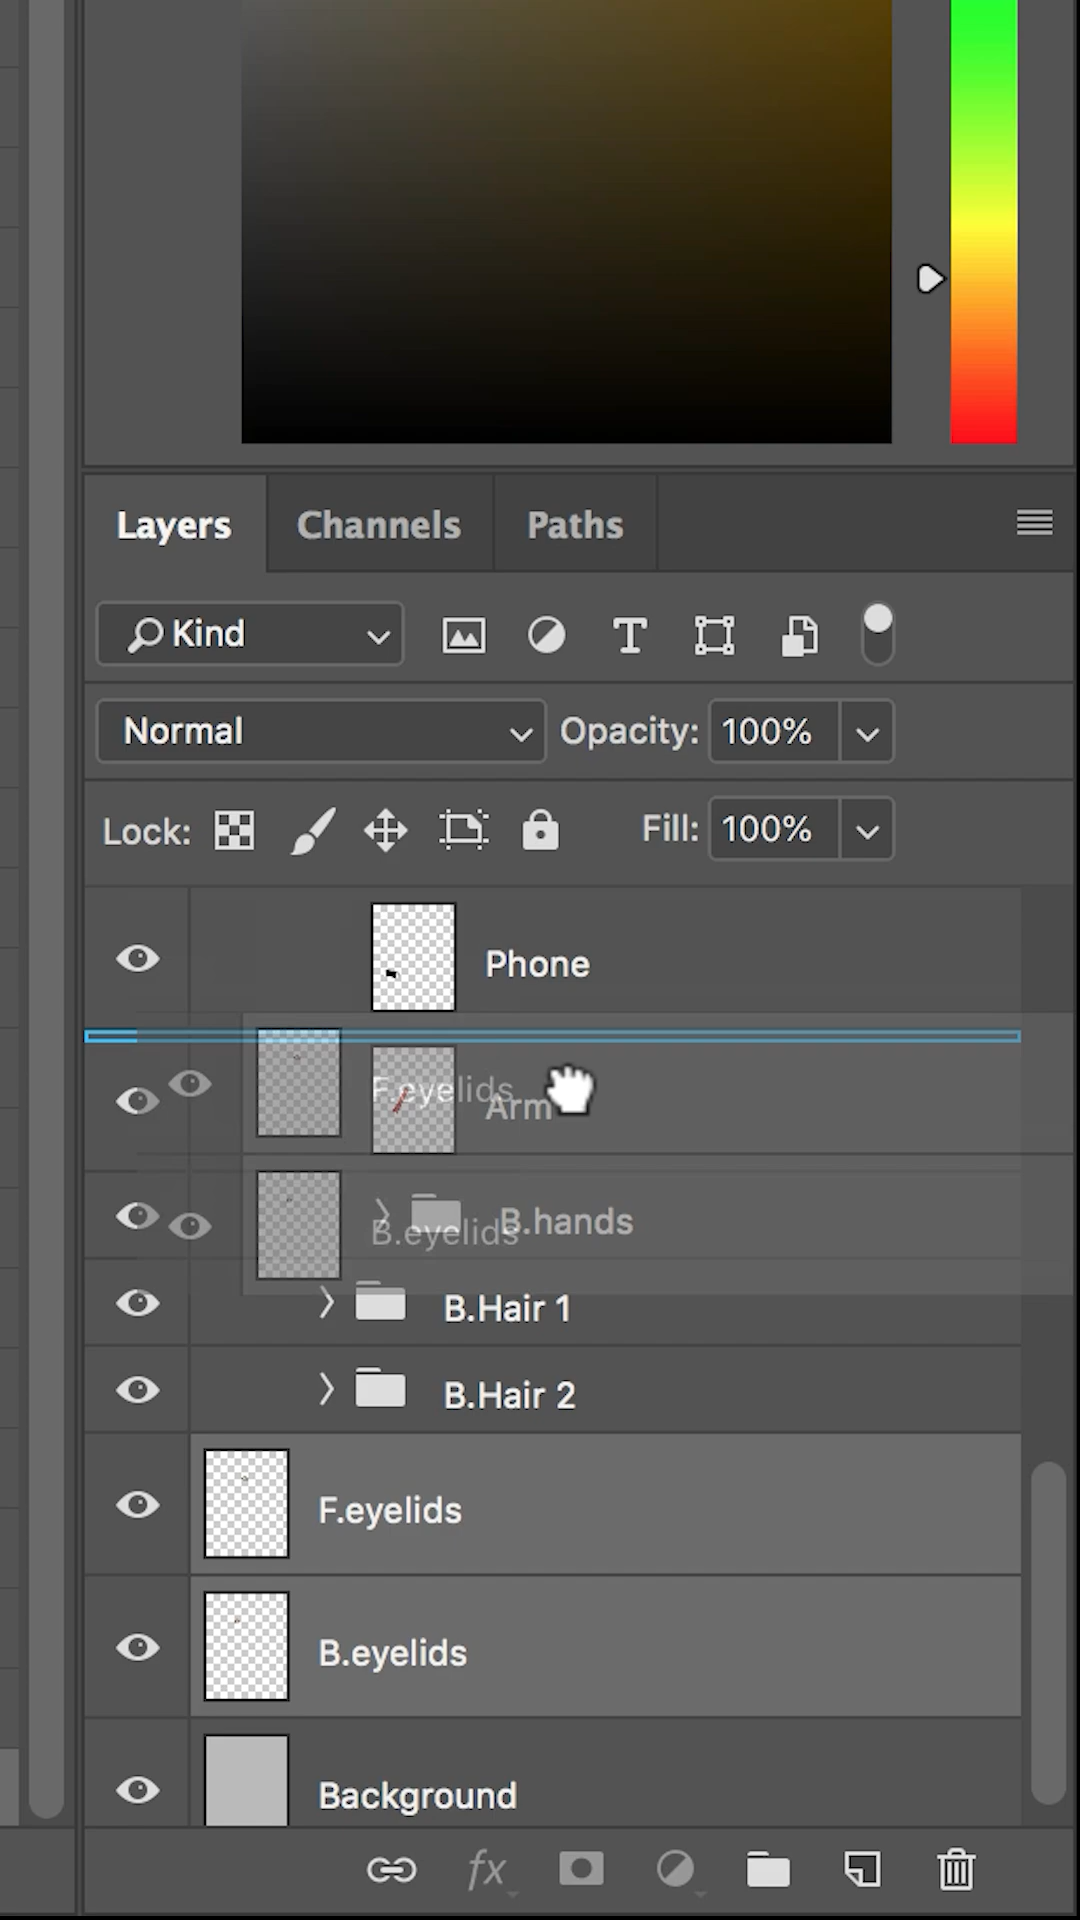 Layers Channels Paths
Kind
Normal Opacity: 100%
Lock: Fill: 100%
Phone
F.eyelids
Arm
B.hands
B.eyelids
B.Hair 1
B.Hair 2
F.eyelids
B.eyelids
Background
fx